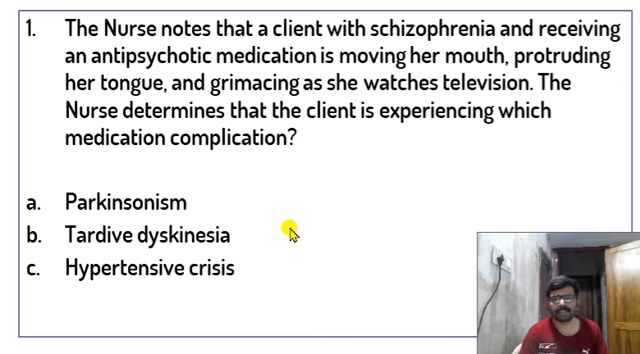 1. The Nurse notes that a client with schizophrenia and receiving
an antipsychotic medication is moving her mouth, protruding
her tongue, and grimacing as she watches television. The
Nurse determines that the client is experiencing which
medication complication?
a. Parkinsonism
b. Tardive dyskinesia
c. Hypertensive crisis